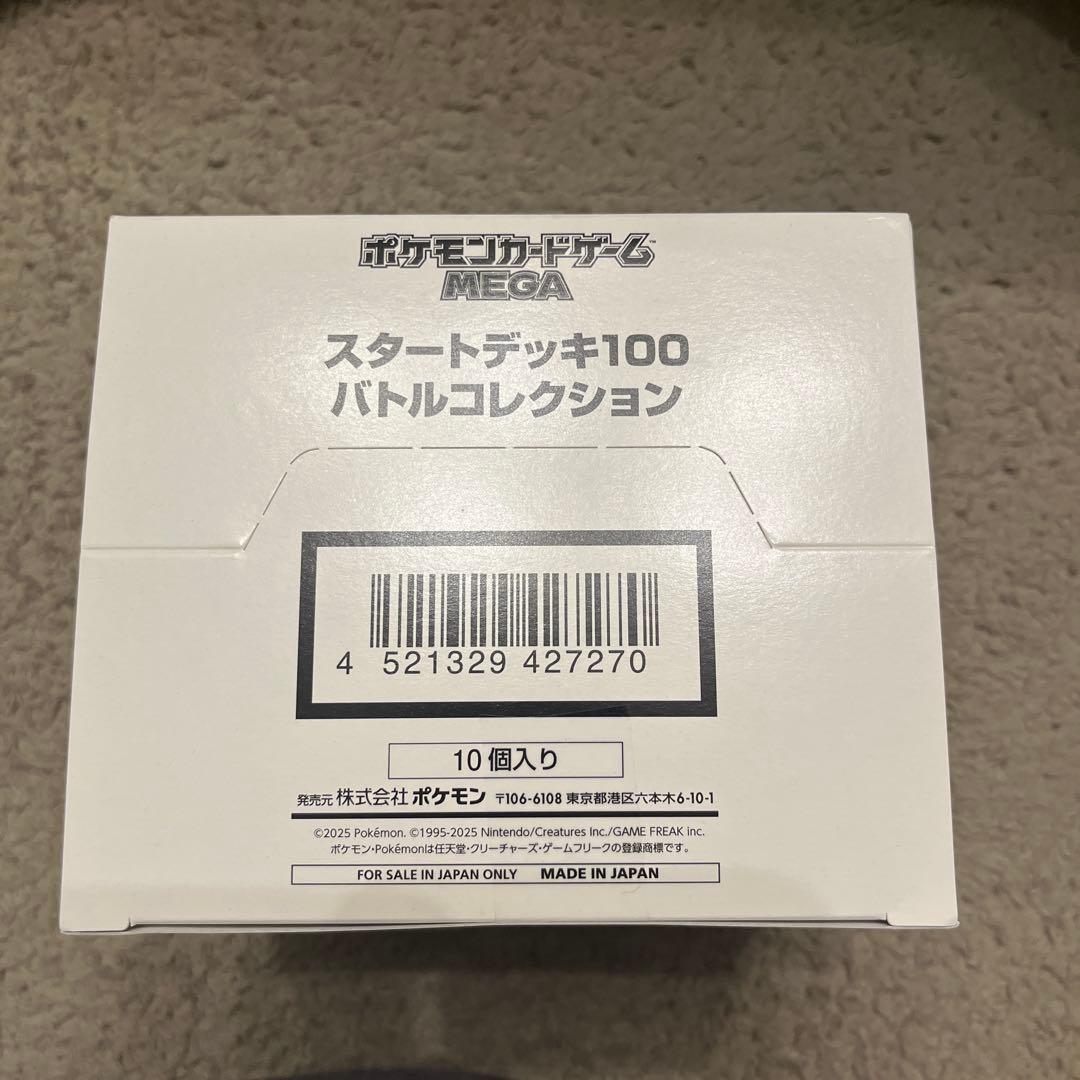 ポケモンカードゲーム™
MEGA
スタートデッキ100
バトルコレクション
4 521329 427270
10個入り
発売元 株式会社 ポケモン 〒106-6108 東京都港区六本木6-10-1
©2025 Pokémon. ©1995-2025 Nintendo/Creatures Inc./GAME FREAK inc.
ポケモン・Pokémonは任天堂・クリーチャーズ・ゲームフリークの登録商標です。
FOR SALE IN JAPAN ONLY MADE IN JAPAN